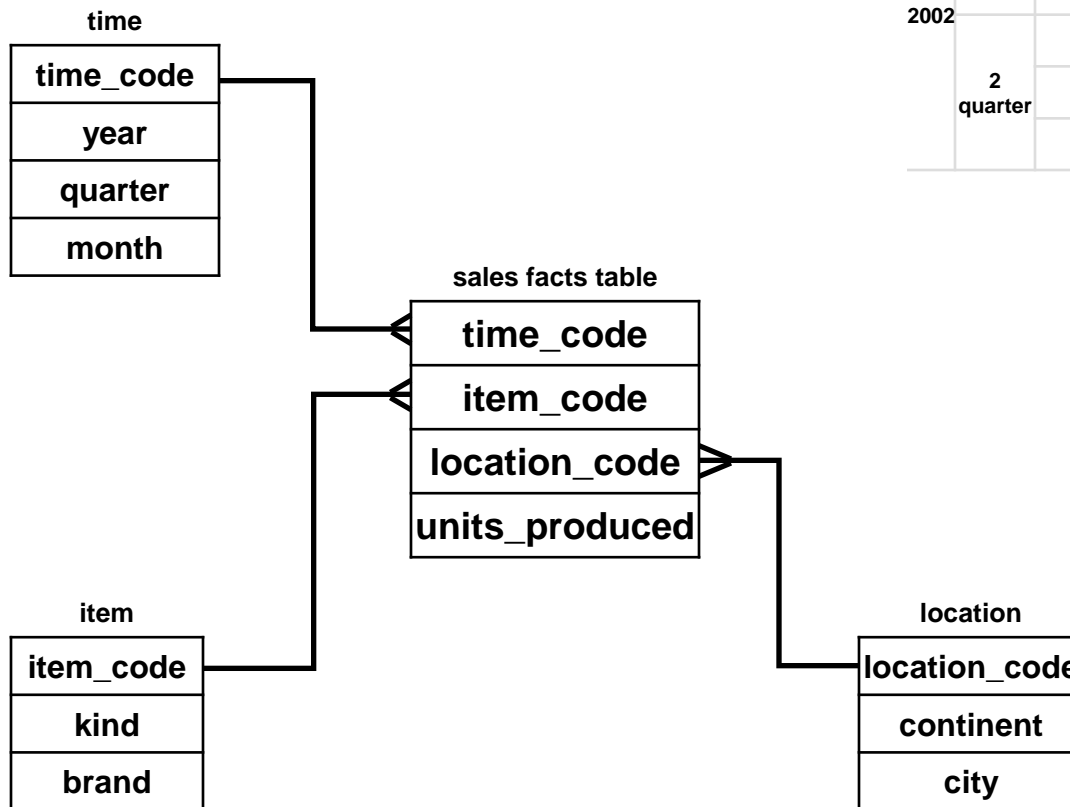 time
time_code
year
quarter
month
2002
2
quarter
sales facts table
time_code
item_code
location_code
units_produced
item
item_code
kind
brand
location
location_code
continent
city